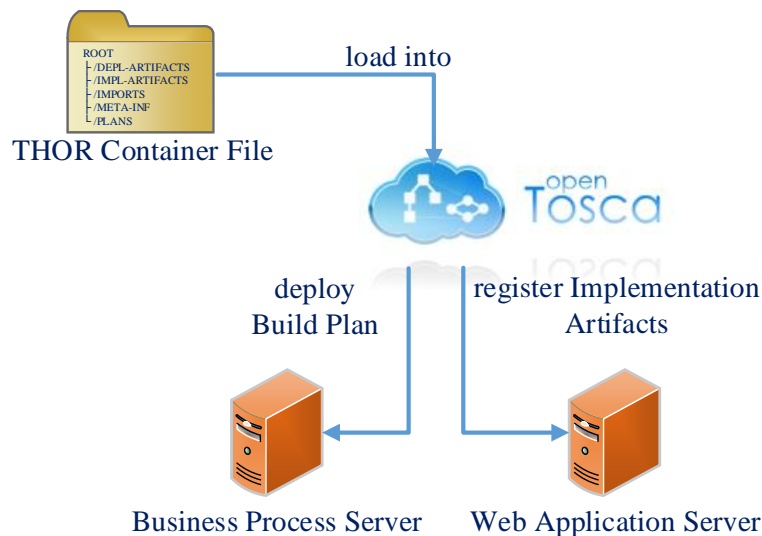 ROOT
/DEPL-ARTIFACTS
/IMPL-ARTIFACTS
/IMPORTS
/META-INF
/PLANS
THOR Container File
load into
open
Tosca
deploy
Build Plan
register Implementation
Artifacts
Business Process Server
Web Application Server